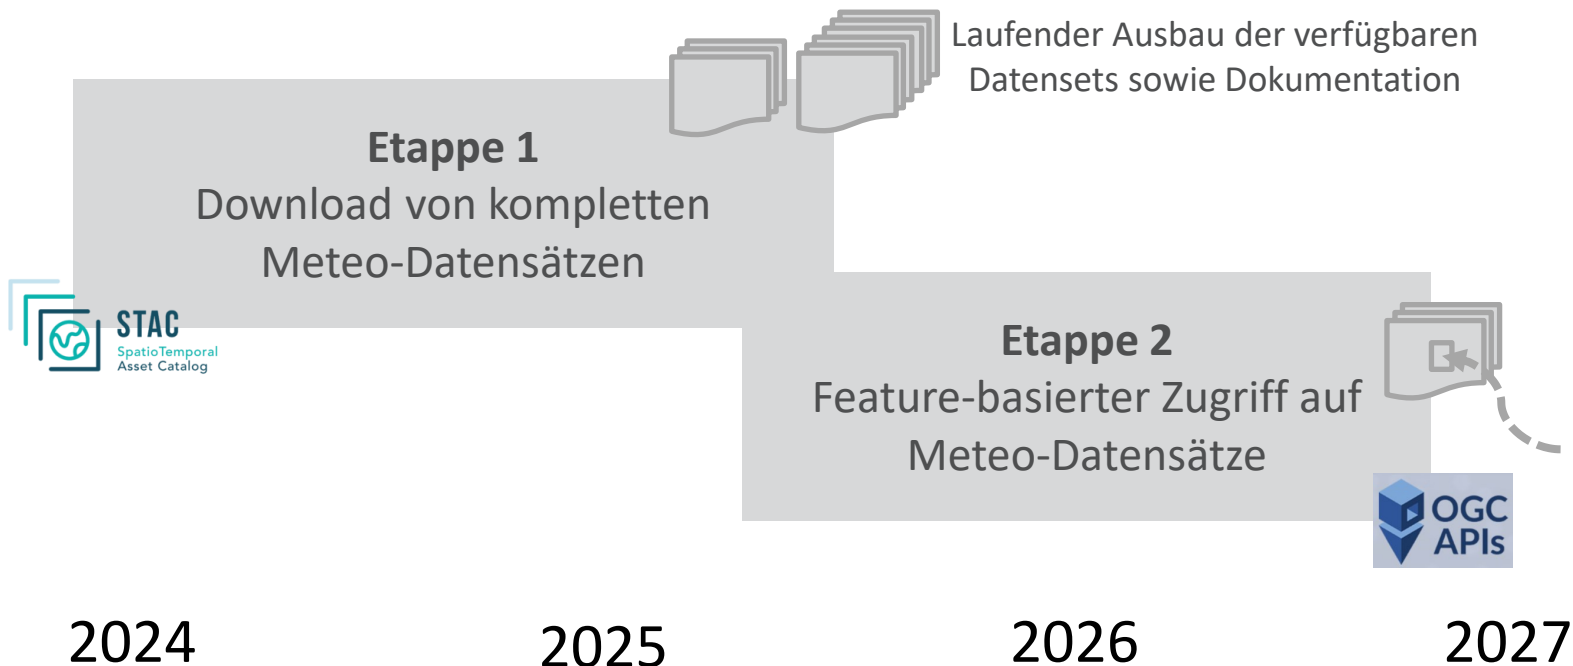 Laufender Ausbau der verfügbaren
Datensets sowie Dokumentation
Etappe 1
Download von kompletten
Meteo-Datensätzen
STAC
SpatioTemporal
Asset Catalog
Etappe 2
Feature-basierter Zugriff auf
Meteo-Datensätze
OGC
APIs
2024
2025
2026
2027